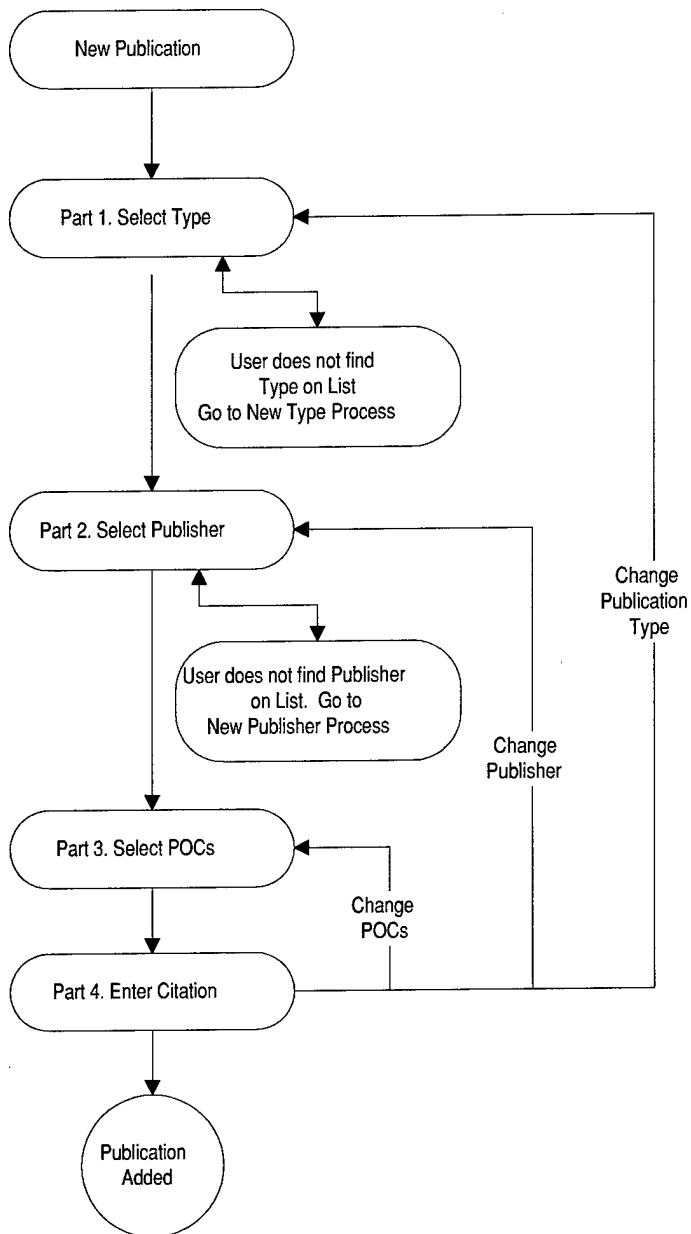 New Publication
Part 1. Select Type
User does not find
Type on List
Go to New Type Process
Part 2. Select Publisher
Change
Publication
Type
User does not find Publisher
on List. Go to
New Publisher Process
Change
Publisher
Part 3. Select POCs
Change
POCs
Part 4. Enter Citation
Publication
Added